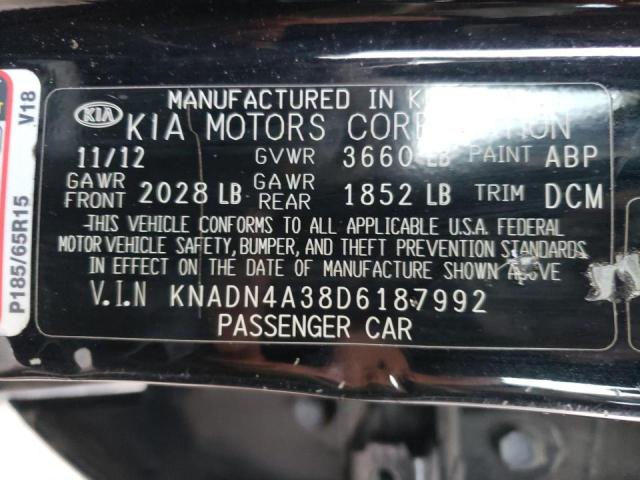 MANUFACTURED IN
KIA
KIA MOTORS
11/12 GVWR 3660 LB PAINT ABP
GAWR FRONT 2028 LB GAWR REAR 1852 LB TRIM DCM
THIS VEHICLE CONFORMS TO ALL APPLICABLE U.S.A. FEDERAL
MOTOR VEHICLE SAFETY, BUMPER, AND THEFT PREVENTION STANDARDS
IN EFFECT ON THE DATE OF MANUFACTURE SHOWN ABOVE
V.I.N KNADN4A38D6187992
PASSENGER CAR
P185/65R15 V18